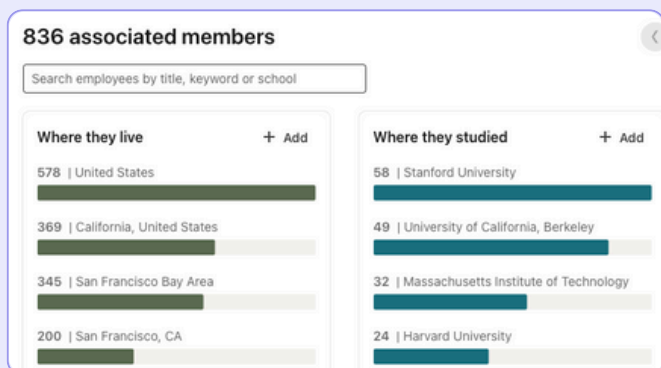 836 associated members
Search employees by title, keyword or school
Where they live
+ Add
578 | United States
369 | California, United States
345 | San Francisco Bay Area
200 | San Francisco, CA
Where they studied
+ Add
58 | Stanford University
49 | University of California, Berkeley
32 | Massachusetts Institute of Technology
24 | Harvard University